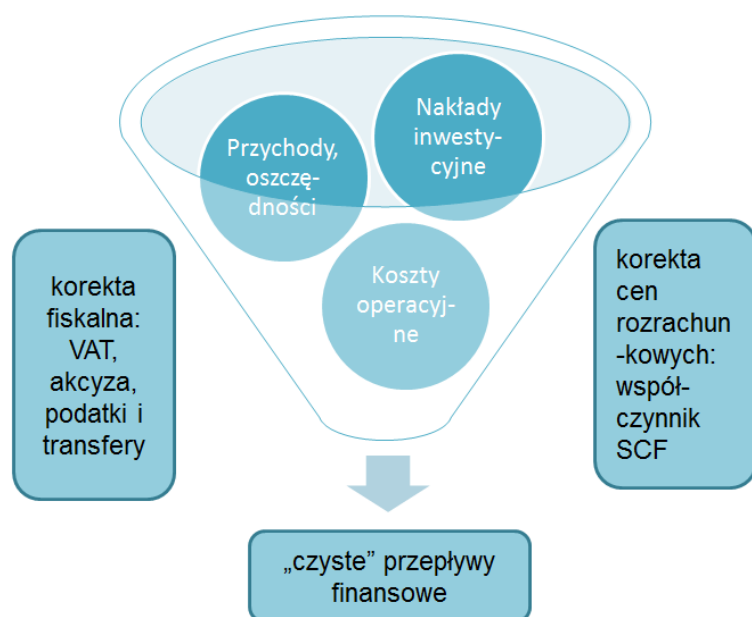 Nakłady
inwesty-
cyjne
Przychody,
oszczę-
dności
Koszty
operacyj-
ne
korekta
fiskalna:
VAT,
akcyza,
podatki i
transfery
korekta
cen
rozrachun
-kowych:
współ-
czynnik
SCF
„czyste” przepływy
finansowe